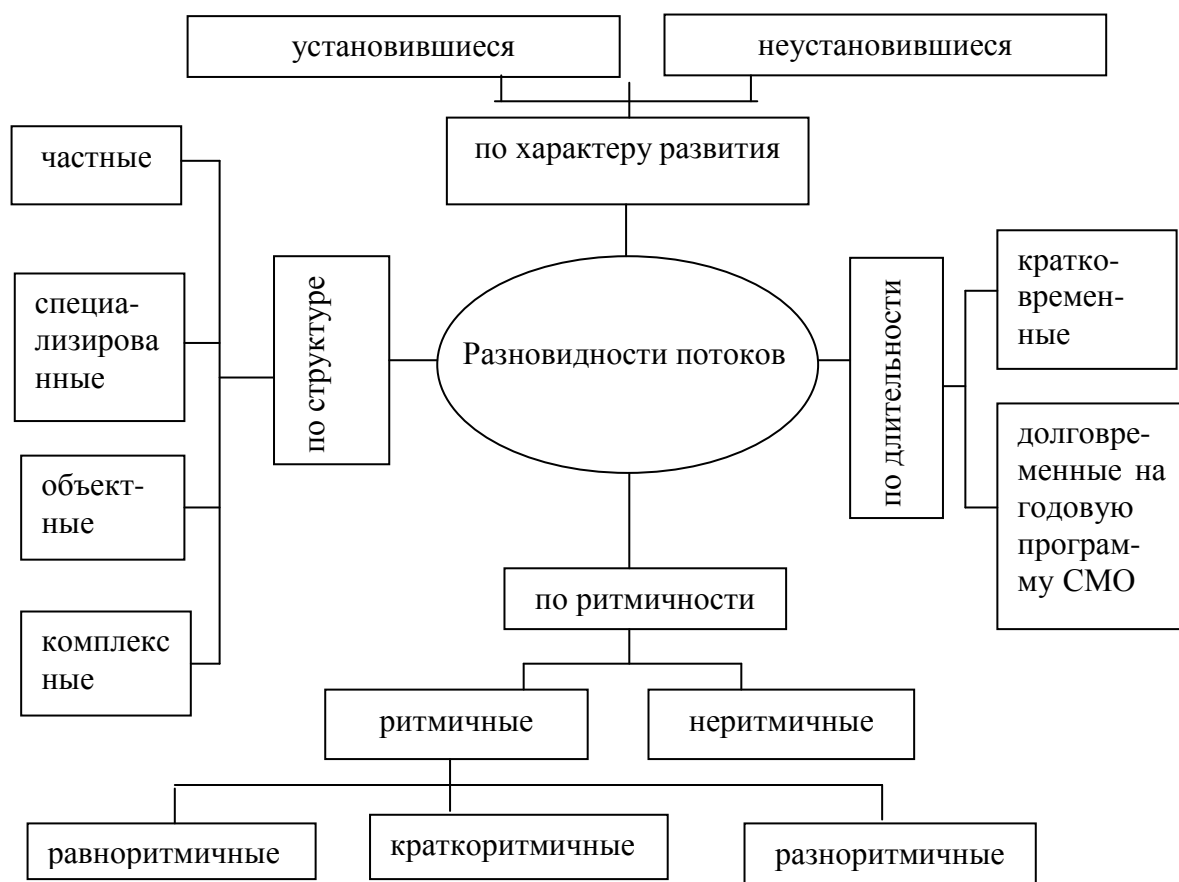 установившиеся
неустановившиеся
по характеру развития
частные
специа-
лизирова
нные
объект-
ные
комплекс
ные
по структуре
Разновидности потоков
по длительности
кратко-
времен-
ные
долговре-
менные на
годовую
програм-
му СМО
по ритмичности
ритмичные
неритмичные
равноритмичные
краткоритмичные
разноритмичные